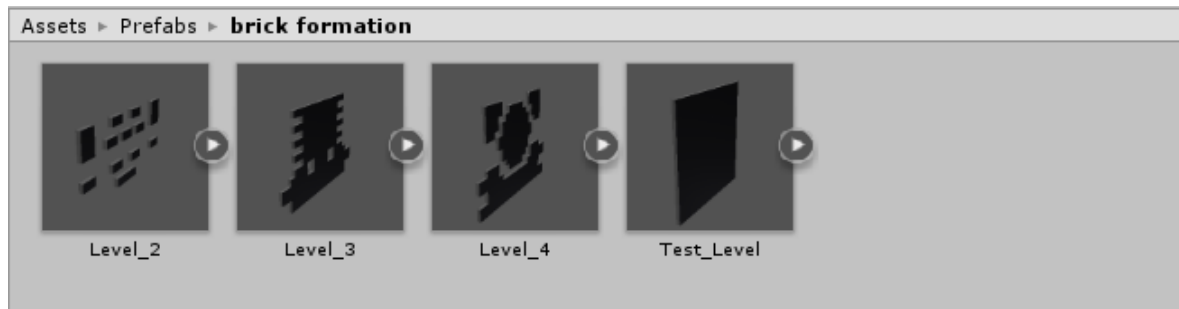 Assets ▸ Prefabs ▸ brick formation
Level_2
Level_3
Level_4
Test_Level